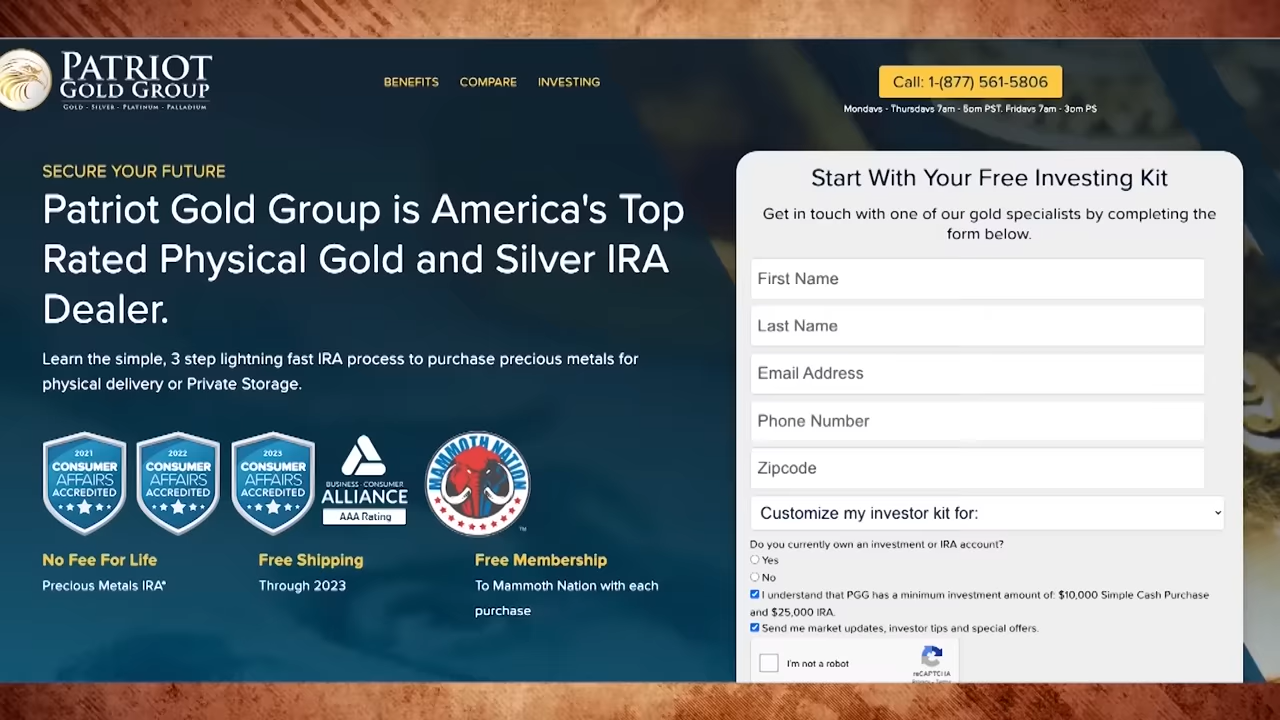 PATRIOT
GOLD GROUP
GOLD - SILVER - PLATINUM - PALLADIUM
BENEFITS
COMPARE
INVESTING
Call: 1-(877) 561-5806
Mondays - Thursdays 7am - 5pm PST. Fridays 7am - 3pm PS
SECURE YOUR FUTURE
Patriot Gold Group is America's Top
Rated Physical Gold and Silver IRA
Dealer.
Learn the simple, 3 step lightning fast IRA process to purchase precious metals for
physical delivery or Private Storage.
2021
CONSUMER
AFFAIRS
ACCREDITED
2022
CONSUMER
AFFAIRS
ACCREDITED
2023
CONSUMER
AFFAIRS
ACCREDITED
BUSINESS · CONSUMER
ALLIANCE
AAA Rating
MAMMOTH NATION
TM
No Fee For Life
Precious Metals IRA*
Free Shipping
Through 2023
Free Membership
To Mammoth Nation with each
purchase
Start With Your Free Investing Kit
Get in touch with one of our gold specialists by completing the
form below.
First Name
Last Name
Email Address
Phone Number
Zipcode
Customize my investor kit for:
Do you currently own an investment or IRA account?
Yes
No
I understand that PGG has a minimum investment amount of: $10,000 Simple Cash Purchase
and $25,000 IRA.
Send me market updates, investor tips and special offers.
I'm not a robot
reCAPTCHA